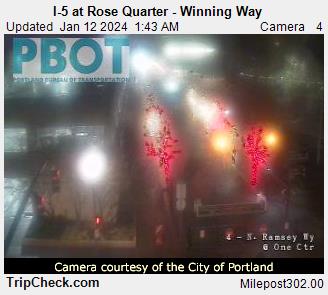 I-5 at Rose Quarter - Winning Way
Updated Jan 12 2024 1:43 AM Camera 4
PBOT
PORTLAND BUREAU OF TRANSPORTATION
4 - N. Ramsey Wy
@ One Ctr
Camera courtesy of the City of Portland
TripCheck.com Milepost302.00